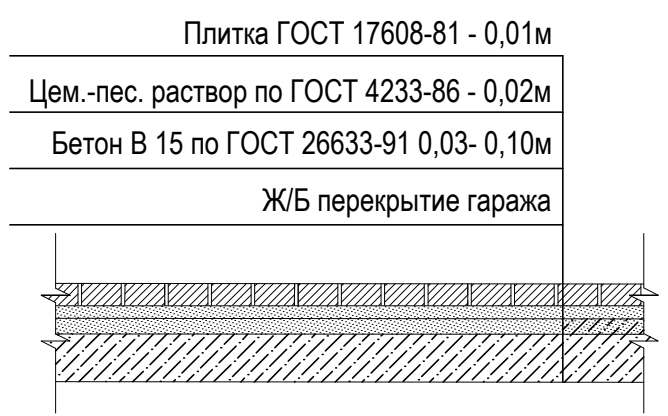 Плитка ГОСТ 17608-81 - 0,01м
Цем.-пес. раствор по ГОСТ 4233-86 - 0,02м
Бетон В 15 по ГОСТ 26633-91 0,03- 0,10м
Ж/Б перекрытие гаража